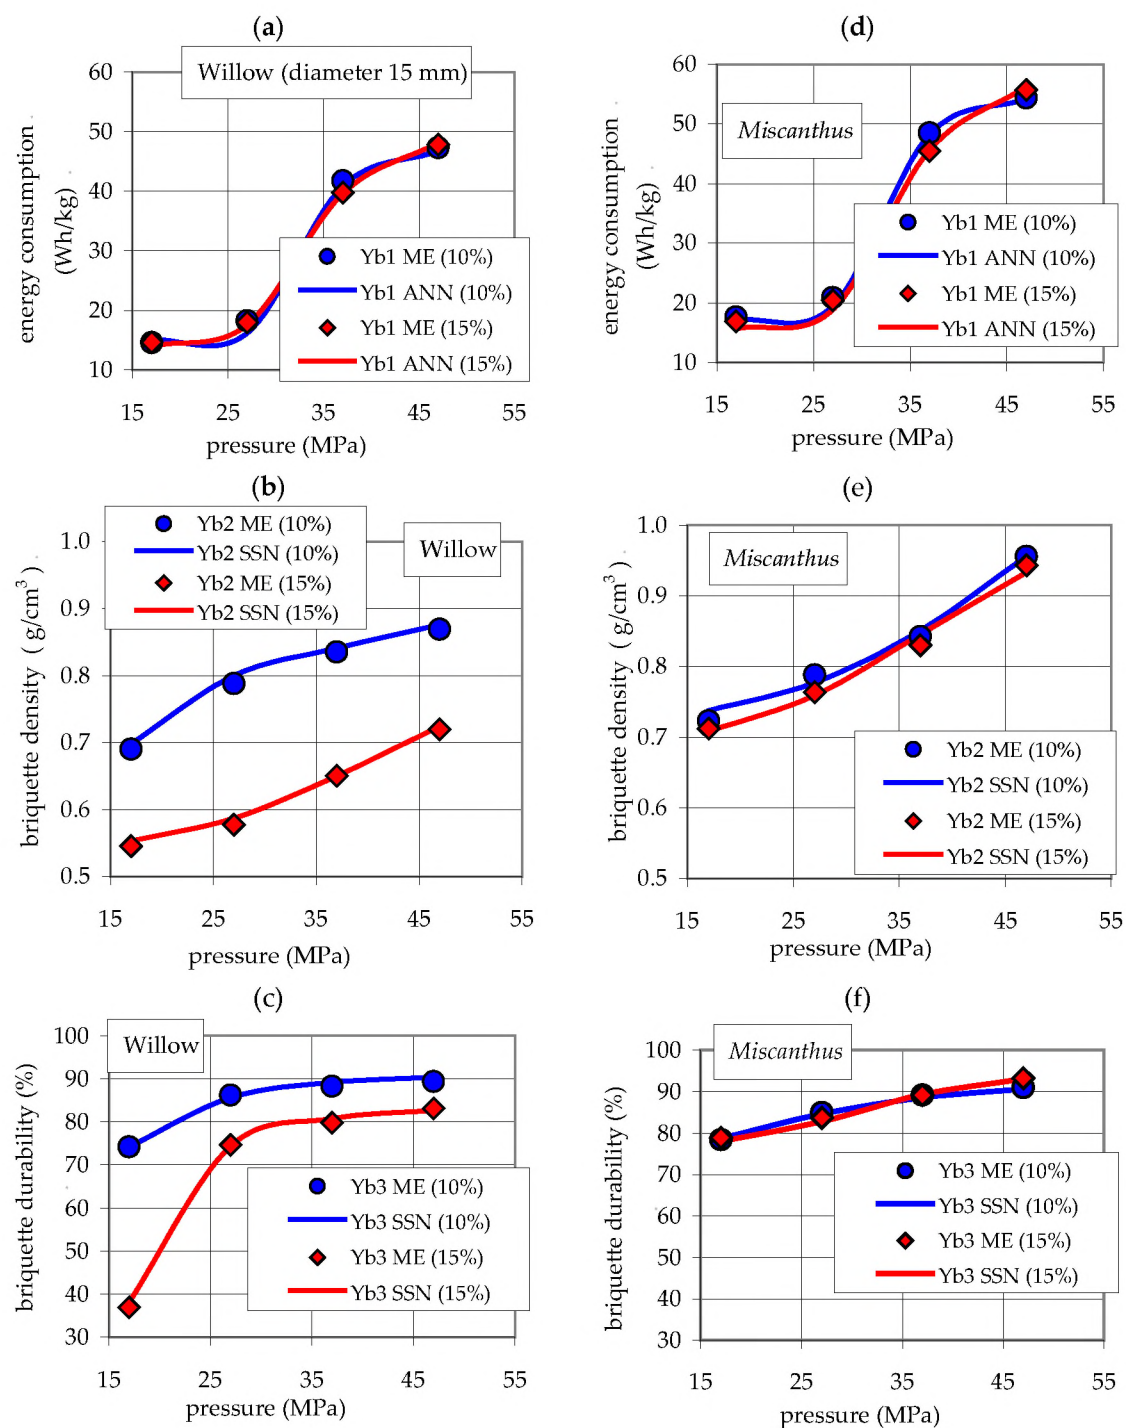 (a)
Willow (diameter 15 mm)
energy consumption
(Wh/kg)
60
50
40
30
20
10
Yb1 ME (10%)
Yb1 ANN (10%)
Yb1 ME (15%)
Yb1 ANN (15%)
15 25 35 45 55
pressure (MPa)
(d)
Miscanthus
energy consumption
(Wh/kg)
60
50
40
30
20
10
Yb1 ME (10%)
Yb1 ANN (10%)
Yb1 ME (15%)
Yb1 ANN (15%)
15 25 35 45 55
pressure (MPa)
(b)
Yb2 ME (10%)
Yb2 SSN (10%)
Yb2 ME (15%)
Yb2 SSN (15%)
Willow
briquette density ( g/cm³ )
1.0
0.9
0.8
0.7
0.6
0.5
15 25 35 45 55
pressure (MPa)
(e)
Miscanthus
briquette density ( g/cm³ )
1.0
0.9
0.8
0.7
0.6
0.5
Yb2 ME (10%)
Yb2 SSN (10%)
Yb2 ME (15%)
Yb2 SSN (15%)
15 25 35 45 55
pressure (MPa)
(c)
Willow
briquette durability (%)
100
90
80
70
60
50
40
30
Yb3 ME (10%)
Yb3 SSN (10%)
Yb3 ME (15%)
Yb3 SSN (15%)
15 25 35 45 55
pressure (MPa)
(f)
Miscanthus
briquette durability (%)
100
90
80
70
60
50
40
30
Yb3 ME (10%)
Yb3 SSN (10%)
Yb3 ME (15%)
Yb3 SSN (15%)
15 25 35 45 55
pressure (MPa)